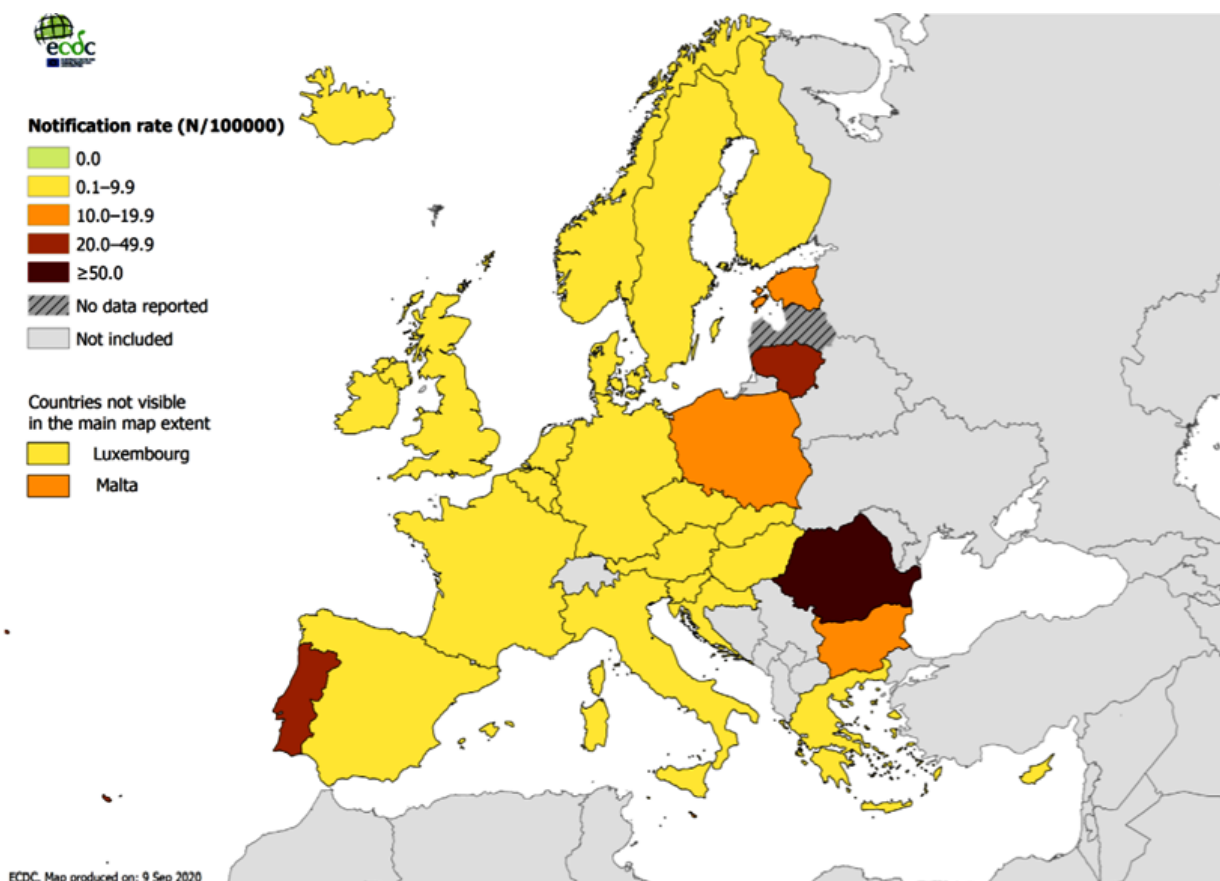 ecdc
Notification rate (N/100000)
0.0
0.1–9.9
10.0–19.9
20.0–49.9
≥50.0
No data reported
Not included
Countries not visible
in the main map extent
Luxembourg
Malta
ECDC. Map produced on: 9 Sep 2020